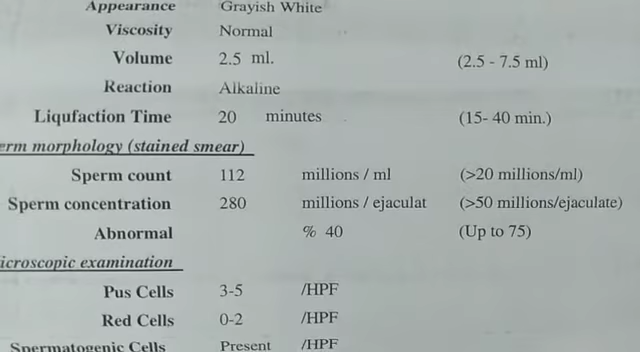 Appearance Grayish White
Viscosity Normal
Volume 2.5 ml. (2.5 - 7.5 ml)
Reaction Alkaline
Liqufaction Time 20 minutes (15- 40 min.)
erm morphology (stained smear)
Sperm count 112 millions / ml (>20 millions/ml)
Sperm concentration 280 millions / ejaculat (>50 millions/ejaculate)
Abnormal % 40 (Up to 75)
icroscopic examination
Pus Cells 3-5 /HPF
Red Cells 0-2 /HPF
Spermatogenic Cells Present /HPF